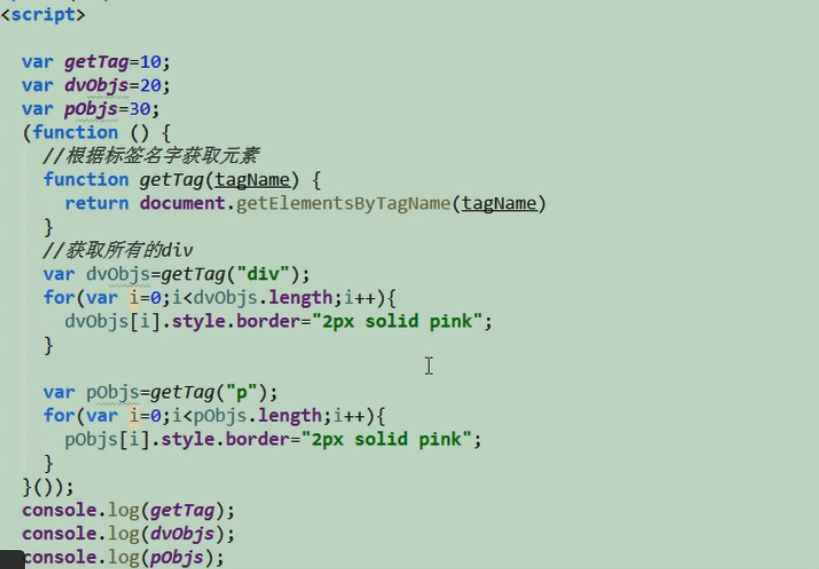 <script>
var getTag=10;
var dvObjs=20;
var pObjs=30;
(function () {
//根据标签名字获取元素
function getTag(tagName) {
return document.getElementsByTagName(tagName)
}
//获取所有的div
var dvObjs=getTag("div");
for(var i=0;i<dvObjs.length;i++){
dvObjs[i].style.border="2px solid pink";
}
var pObjs=getTag("p");
for(var i=0;i<pObjs.length;i++){
pObjs[i].style.border="2px solid pink";
}
}());
console.log(getTag);
console.log(dvObjs);
console.log(pObjs);